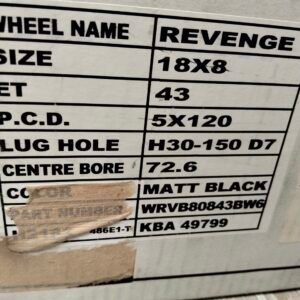 WHEEL NAME REVENGE
SIZE 18X8
ET 43
P.C.D. 5X120
LUG HOLE H30-150 D7
CENTRE BORE 72.6
COLOR MATT BLACK
PART NUMBER WRVB80843BW6
486E1-T KBA 49799